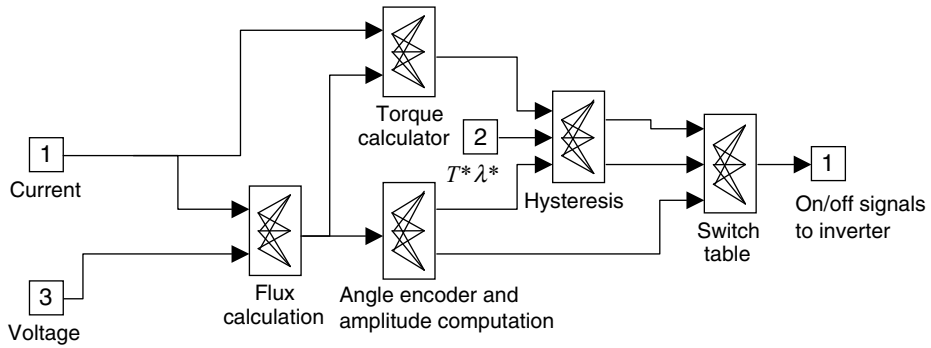 Torque
calculator
1
Current
2
T* λ*
Hysteresis
1
On/off signals
to inverter
Switch
table
3
Voltage
Flux
calculation
Angle encoder and
amplitude computation